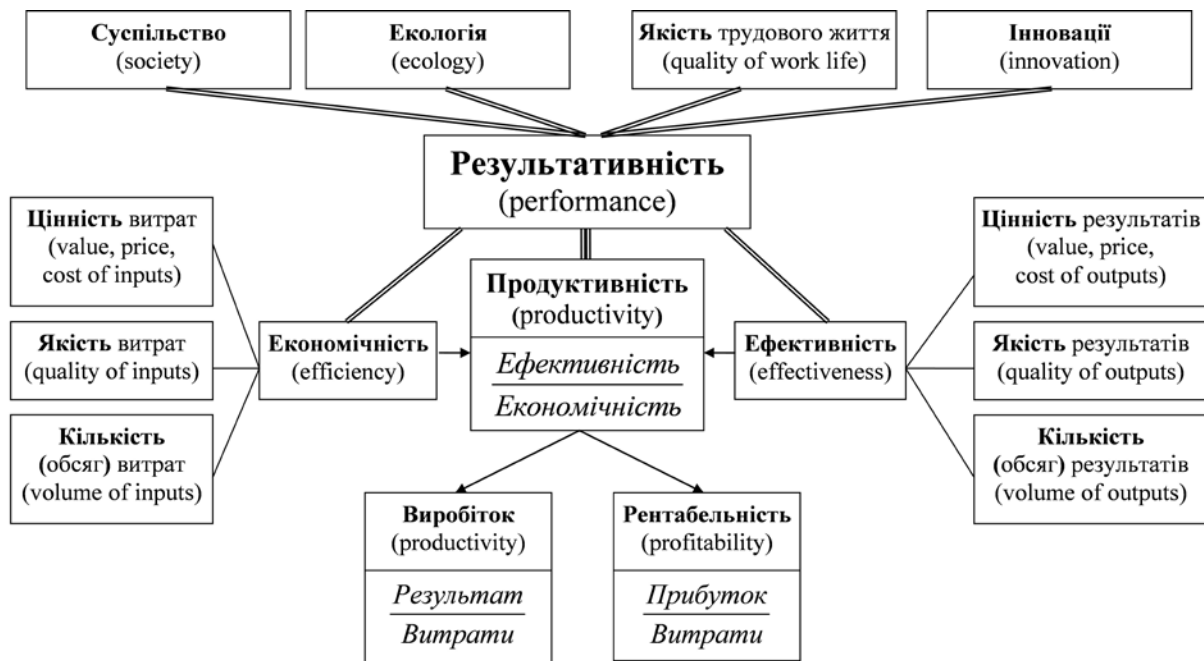 Суспільство
(society)
Екологія
(ecology)
Якість трудового життя
(quality of work life)
Інновації
(innovation)
Результативність
(performance)
Цінність витрат
(value, price,
cost of inputs)
Якість витрат
(quality of inputs)
Кількість
(обсяг) витрат
(volume of inputs)
Економічність
(efficiency)
Продуктивність
(productivity)
Ефективність
Економічність
Ефективність
(effectiveness)
Цінність результатів
(value, price,
cost of outputs)
Якість результатів
(quality of outputs)
Кількість
(обсяг) результатів
(volume of outputs)
Виробіток
(productivity)
Результат
Витрати
Рентабельність
(profitability)
Прибуток
Витрати